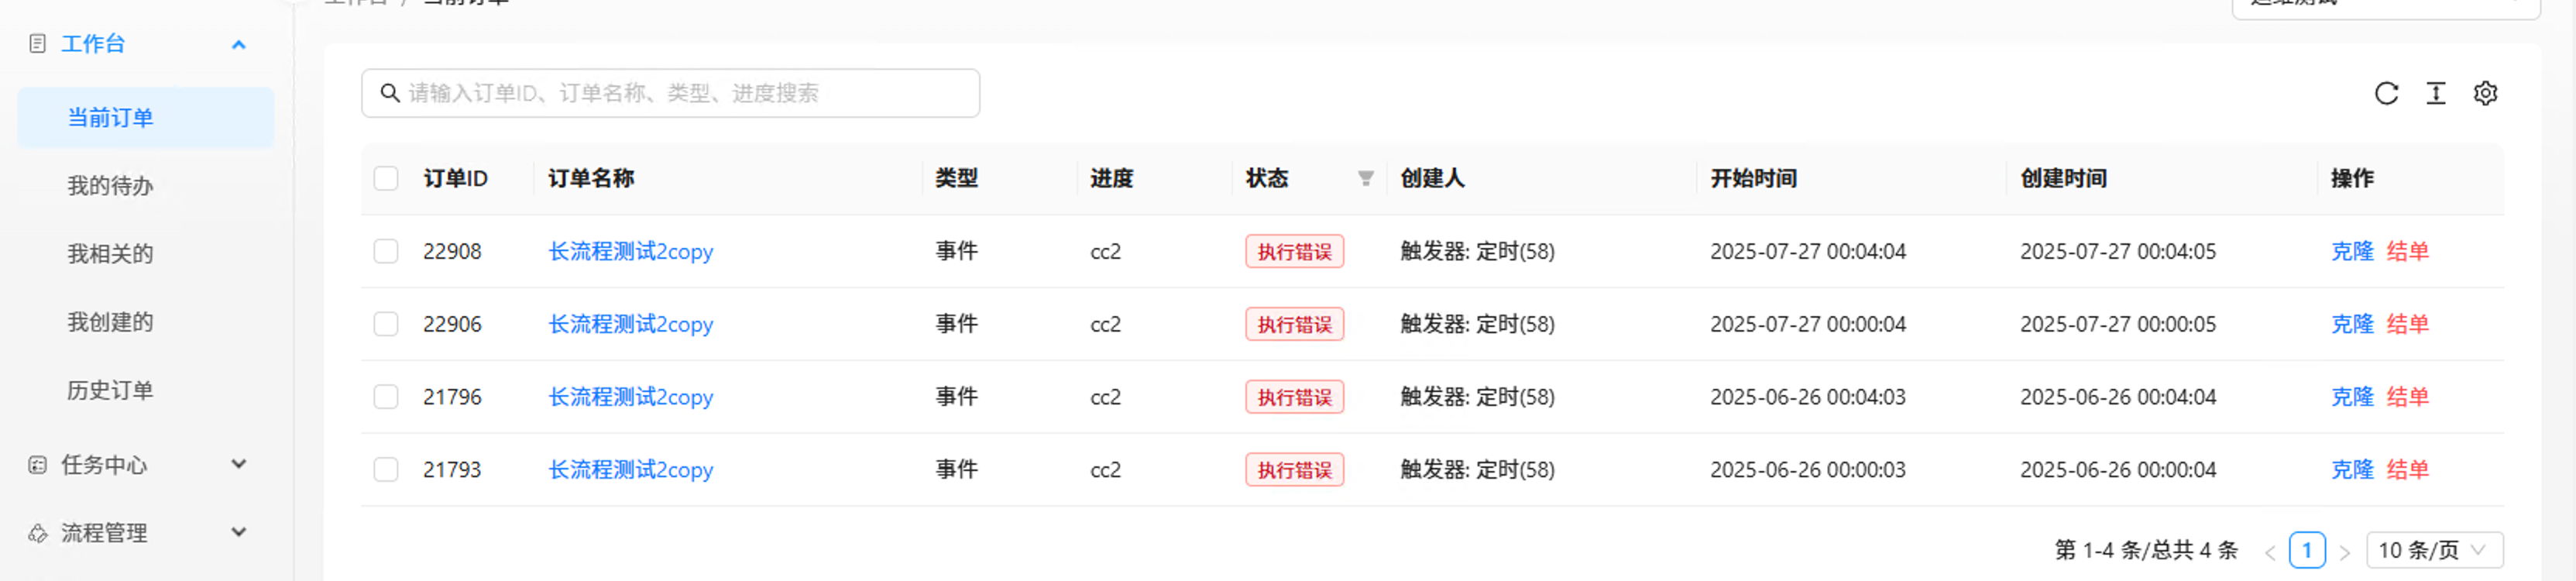 工作台 / 当前订单
运维测试
工作台
当前订单
我的待办
我相关的
我创建的
历史订单
任务中心
流程管理
请输入订单ID、订单名称、类型、进度搜索
订单ID 订单名称 类型 进度 状态 创建人 开始时间 创建时间 操作
22908 长流程测试2copy 事件 cc2 执行错误 触发器: 定时(58) 2025-07-27 00:04:04 2025-07-27 00:04:05 克隆 结单
22906 长流程测试2copy 事件 cc2 执行错误 触发器: 定时(58) 2025-07-27 00:00:04 2025-07-27 00:00:05 克隆 结单
21796 长流程测试2copy 事件 cc2 执行错误 触发器: 定时(58) 2025-06-26 00:04:03 2025-06-26 00:04:04 克隆 结单
21793 长流程测试2copy 事件 cc2 执行错误 触发器: 定时(58) 2025-06-26 00:00:03 2025-06-26 00:00:04 克隆 结单
第 1-4 条/总共 4 条 < 1 > 10 条/页